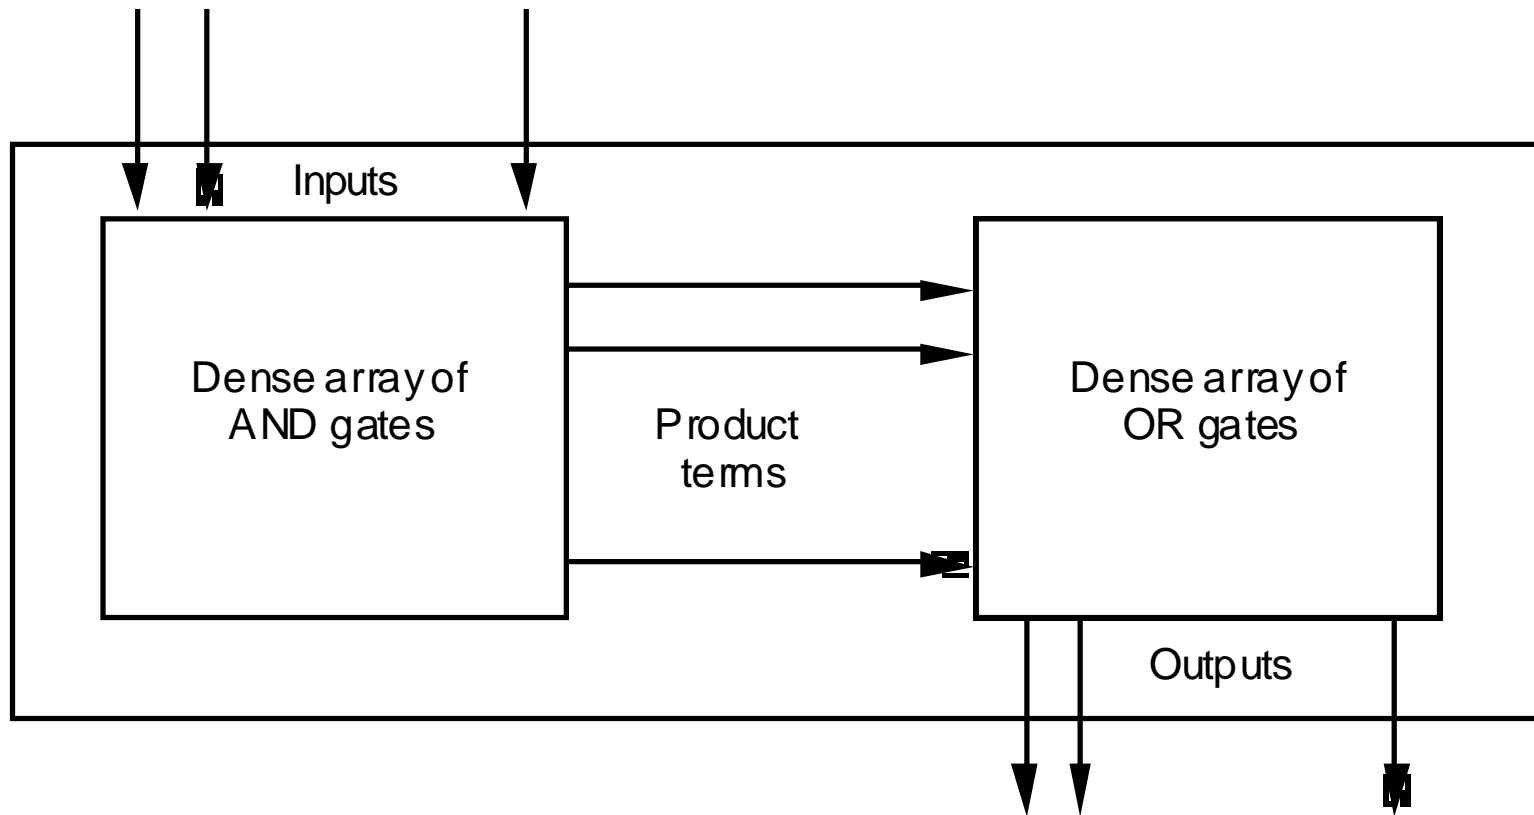 Inputs
Dense array of
AND gates
Product
terms
Dense array of
OR gates
Outputs